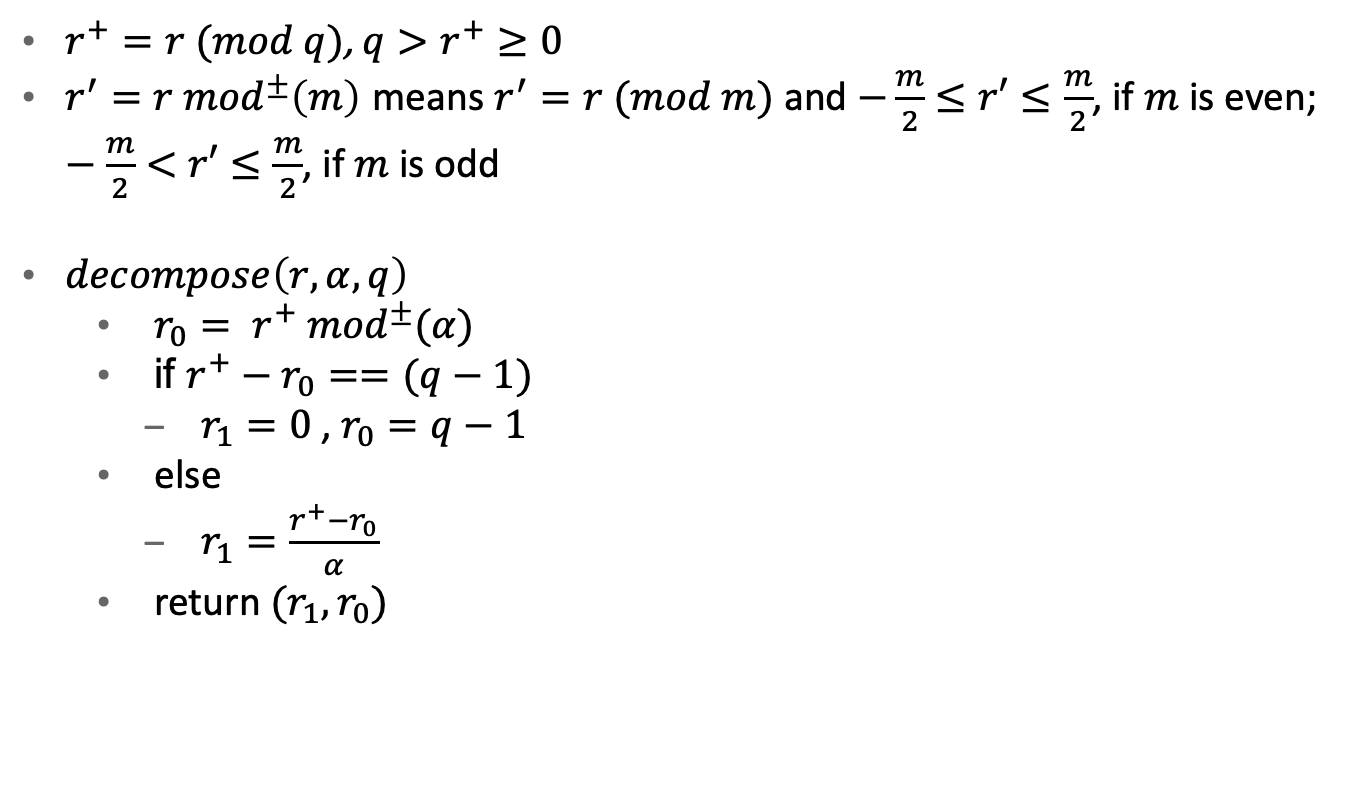 • r⁺ = r (mod q), q > r⁺ ≥ 0
• r′ = r mod±(m) means r′ = r (mod m) and −m/2 ≤ r′ ≤ m/2, if m is even;
−m/2 < r′ ≤ m/2, if m is odd
• decompose(r, α, q)
• r₀ = r⁺ mod±(α)
• if r⁺ − r₀ == (q − 1)
– r₁ = 0 , r₀ = q − 1
• else
– r₁ = (r⁺−r₀)/α
• return (r₁, r₀)